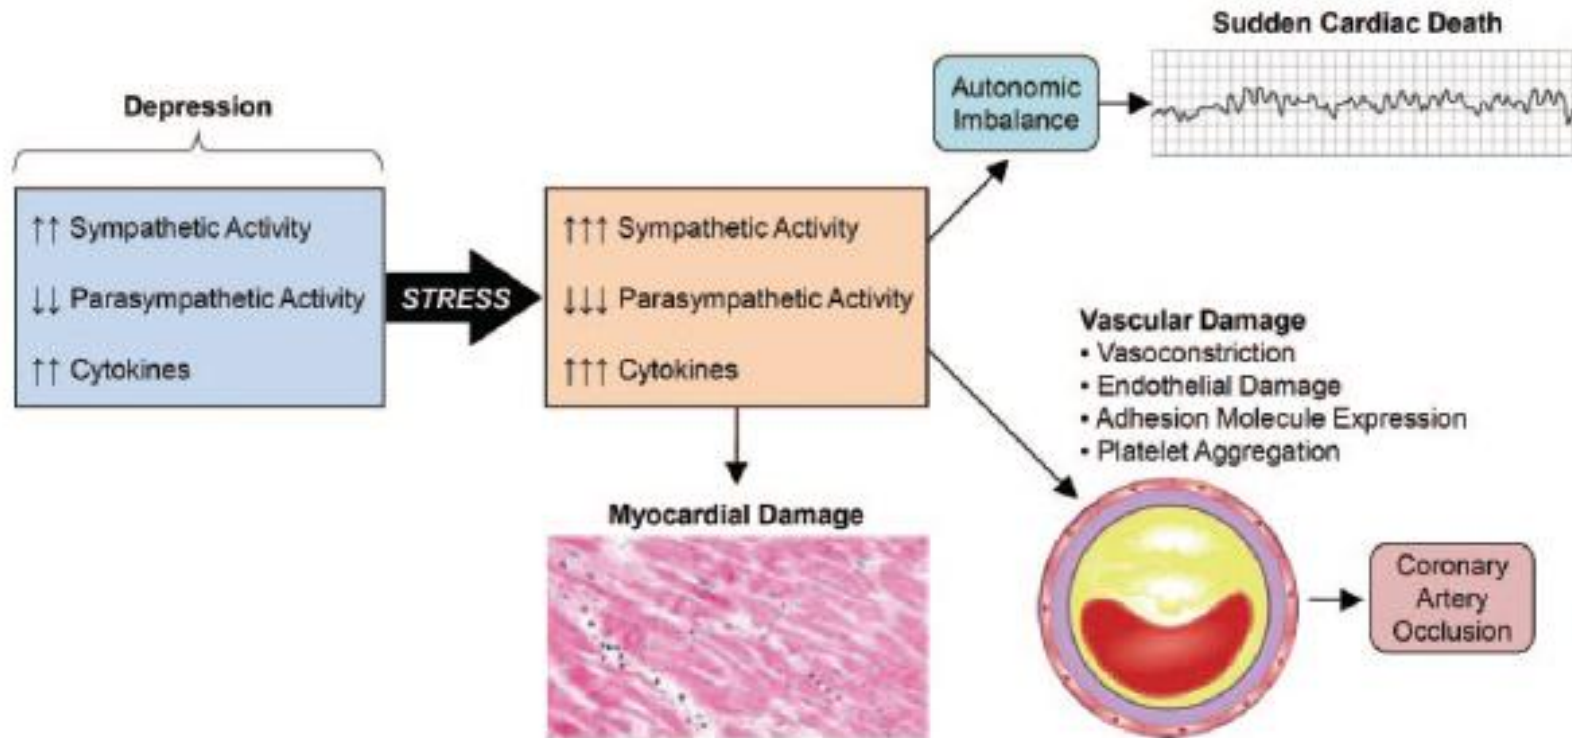 Depression
↑↑ Sympathetic Activity
↓↓ Parasympathetic Activity
↑↑ Cytokines
STRESS
↑↑↑ Sympathetic Activity
↓↓↓ Parasympathetic Activity
↑↑↑ Cytokines
Autonomic
Imbalance
Sudden Cardiac Death
Vascular Damage
• Vasoconstriction
• Endothelial Damage
• Adhesion Molecule Expression
• Platelet Aggregation
Myocardial Damage
Coronary
Artery
Occlusion